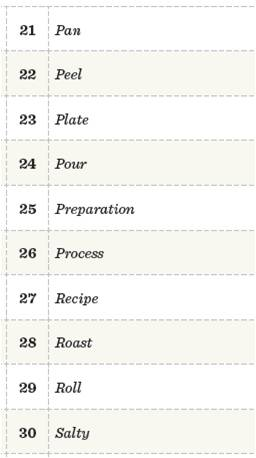 21 Pan
22 Peel
23 Plate
24 Pour
25 Preparation
26 Process
27 Recipe
28 Roast
29 Roll
30 Salty